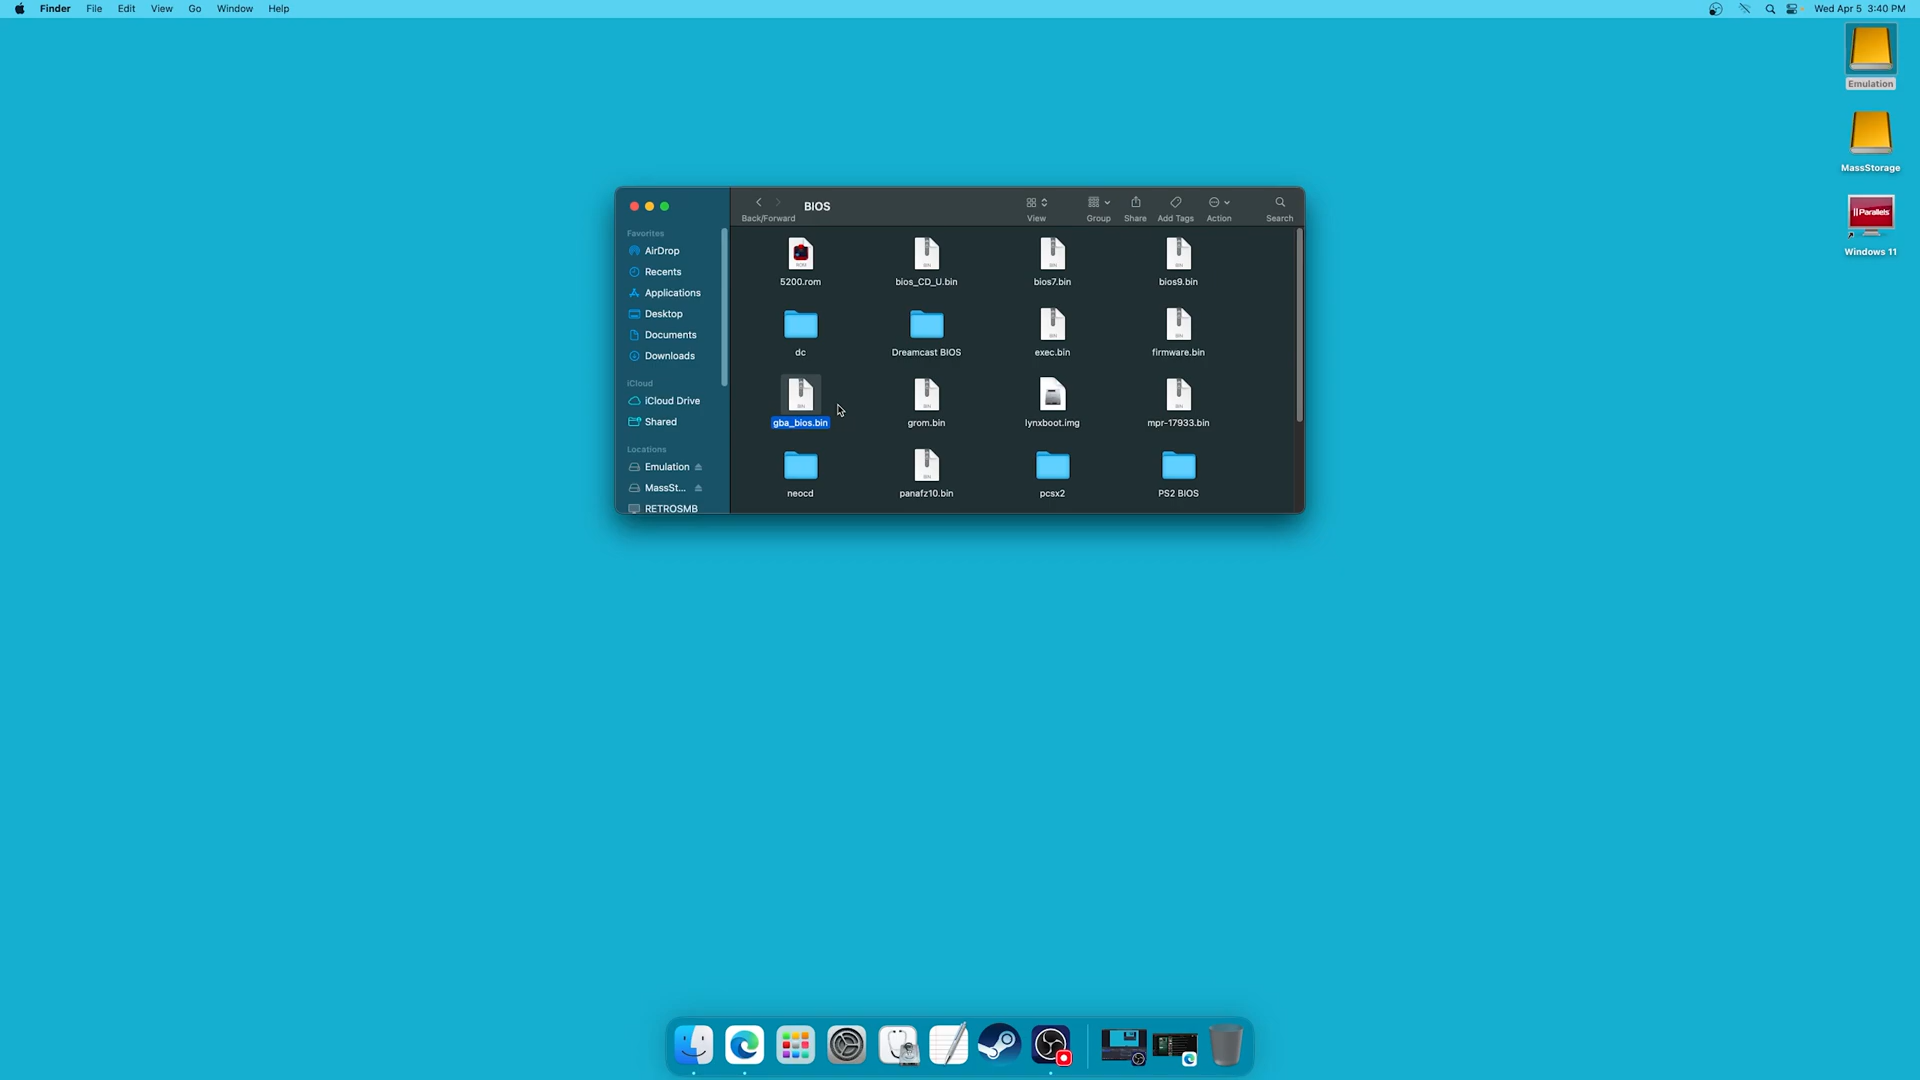 Finder File Edit View Go Window Help
Wed Apr 5 3:40 PM
Emulation
MassStorage
|| Parallels
Windows 11
BIOS
Back/Forward
View
Group
Share
Add Tags
Action
Search
Favorites
AirDrop
Recents
Applications
Desktop
Documents
Downloads
iCloud
iCloud Drive
Shared
Locations
Emulation
MassSt...
RETROSMB
5200.rom
bios_CD_U.bin
bios7.bin
bios9.bin
dc
Dreamcast BIOS
exec.bin
firmware.bin
gba_bios.bin
grom.bin
lynxboot.img
mpr-17933.bin
neocd
panafz10.bin
pcsx2
PS2 BIOS